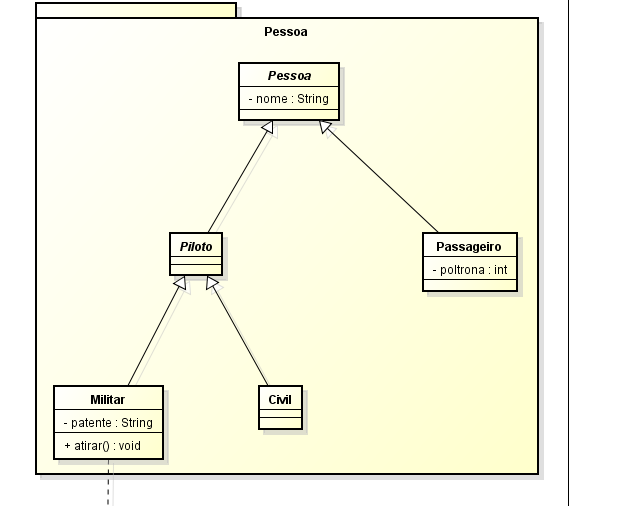 Pessoa
Pessoa
- nome : String
Piloto
Passageiro
- poltrona : int
Militar
- patente : String
+ atirar() : void
Civil